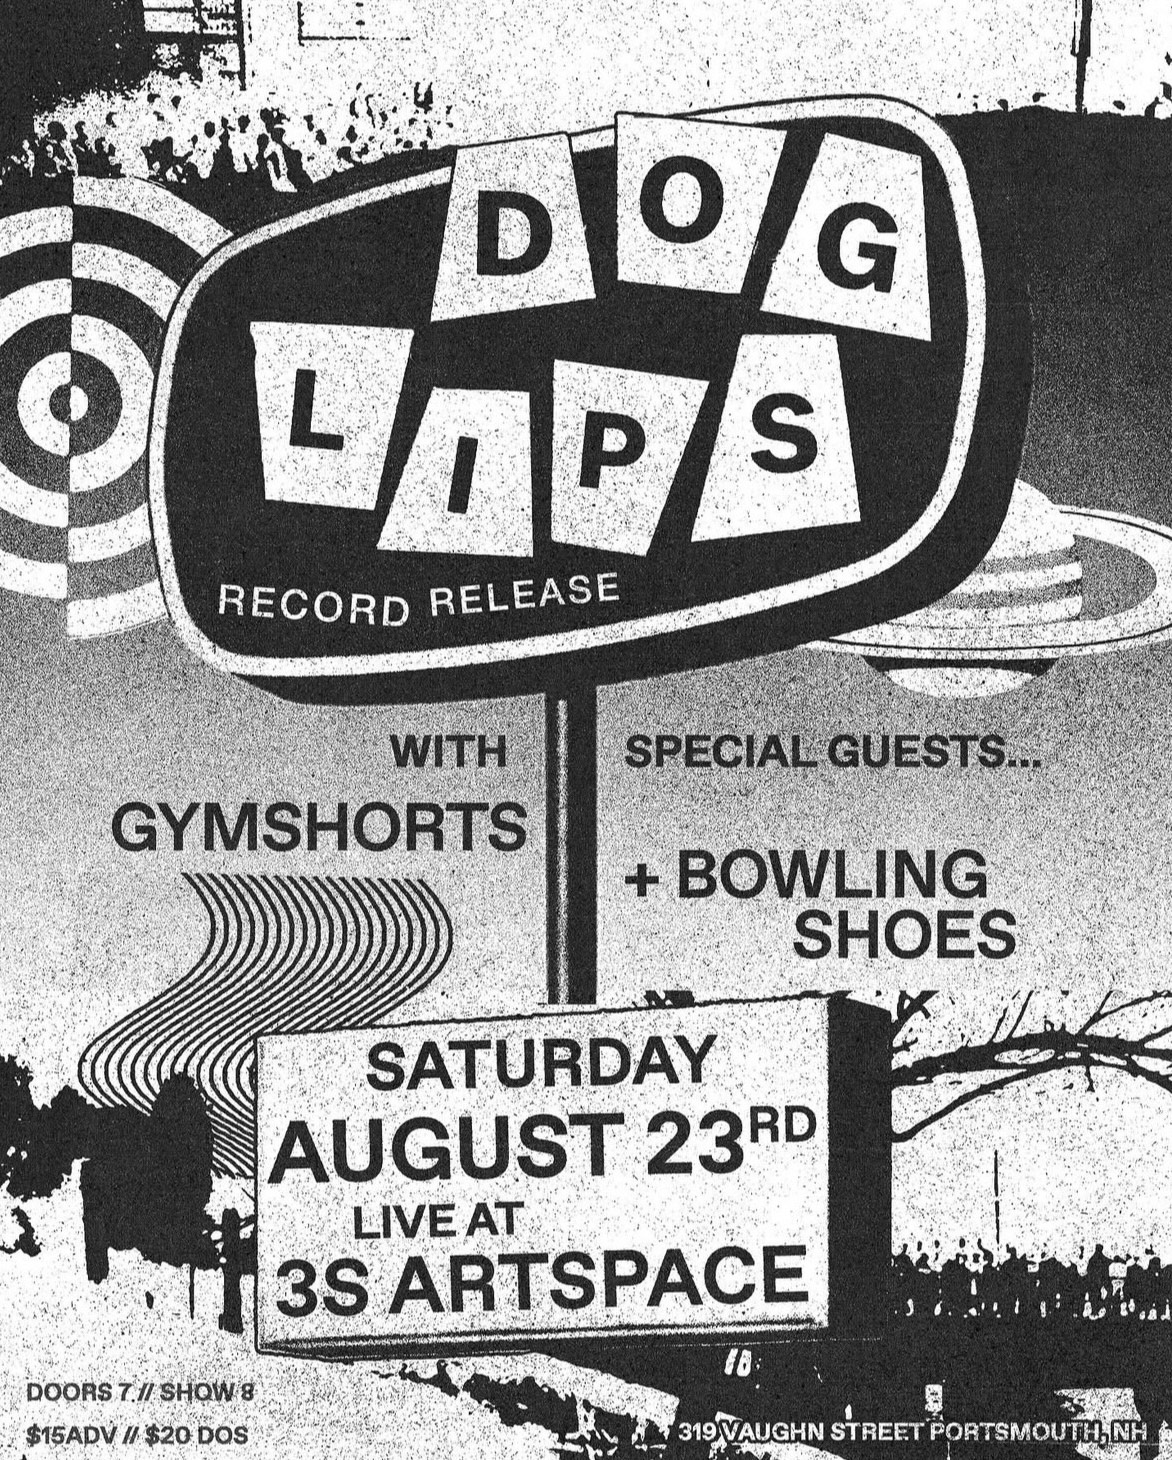 DOG
LIPS
RECORD RELEASE
WITH SPECIAL GUESTS...
GYMSHORTS
+ BOWLING
SHOES
SATURDAY
AUGUST 23RD
LIVE AT
3S ARTSPACE
DOORS 7 // SHOW 8
$15ADV // $20 DOS
319 VAUGHN STREET PORTSMOUTH, NH